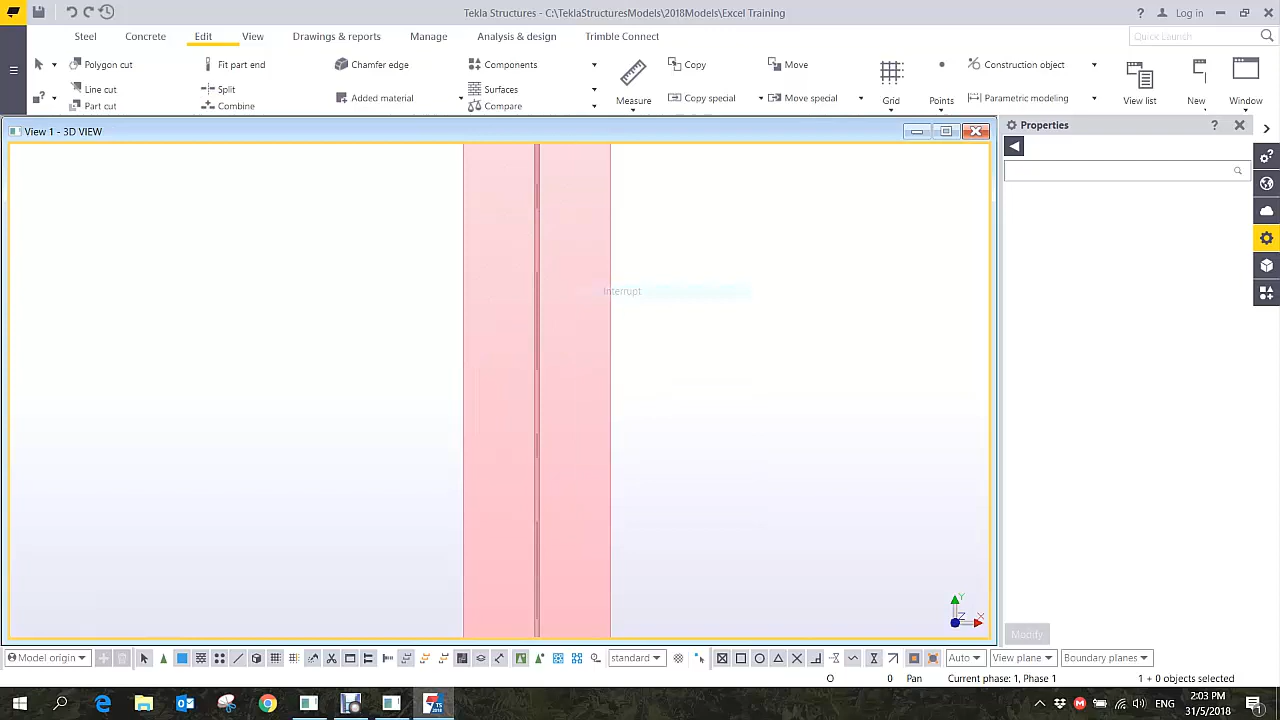 Tekla Structures - C:\TeklaStructuresModels\2018Models\Excel Training
? Log in
Steel Concrete Edit View Drawings & reports Manage Analysis & design Trimble Connect
Quick Launch
Polygon cut Fit part end Chamfer edge Components Copy Move Construction object
Line cut Split Surfaces
Added material Measure Copy special Move special Grid Points Parametric modeling View list New Window
Part cut Combine Compare
View 1 - 3D VIEW
Properties ?
Interrupt
Y
Z X
Modify
Model origin standard Auto View plane Boundary planes
O 0 Pan Current phase: 1, Phase 1 1 + 0 objects selected
ENG 2:03 PM
31/5/2018